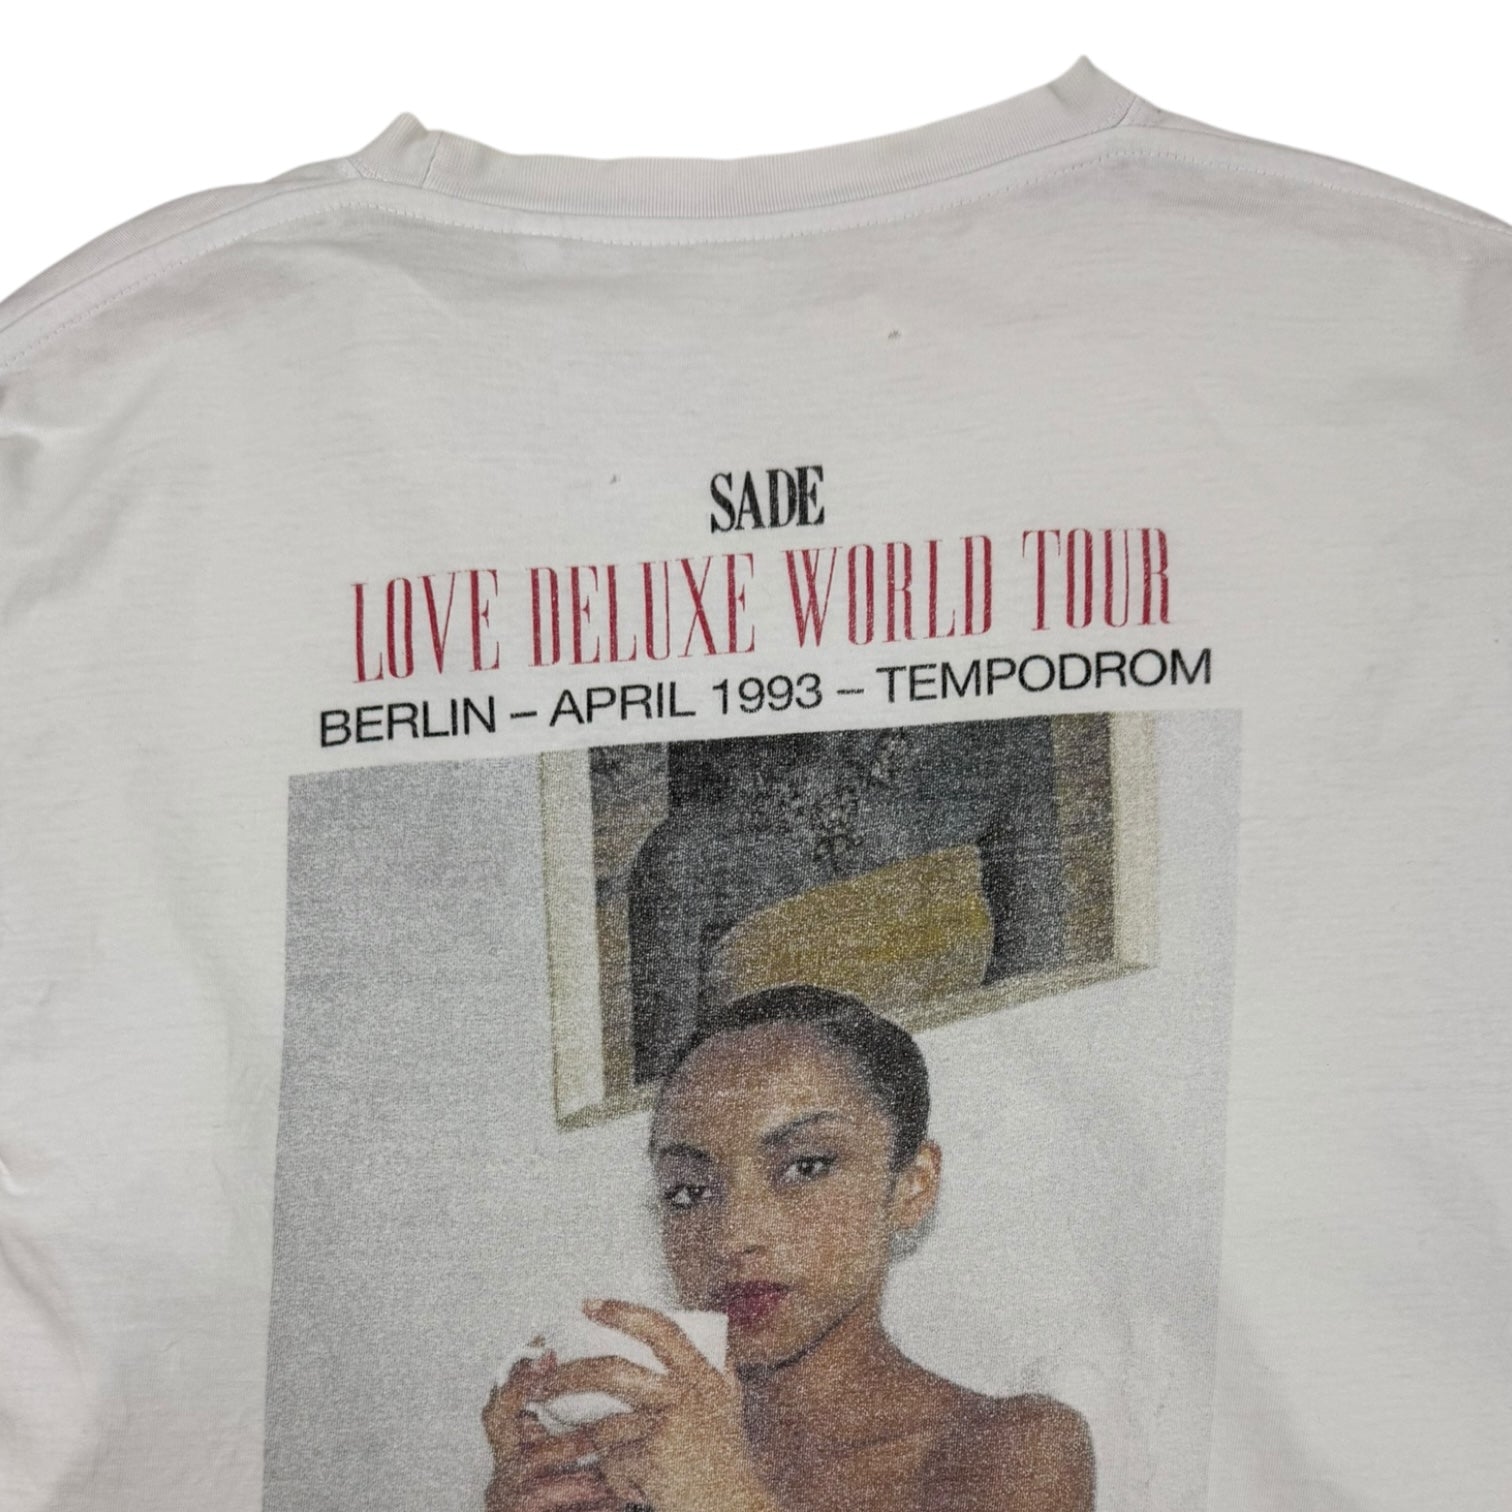 SADE
LOVE DELUXE WORLD TOUR
BERLIN – APRIL 1993 – TEMPODROM